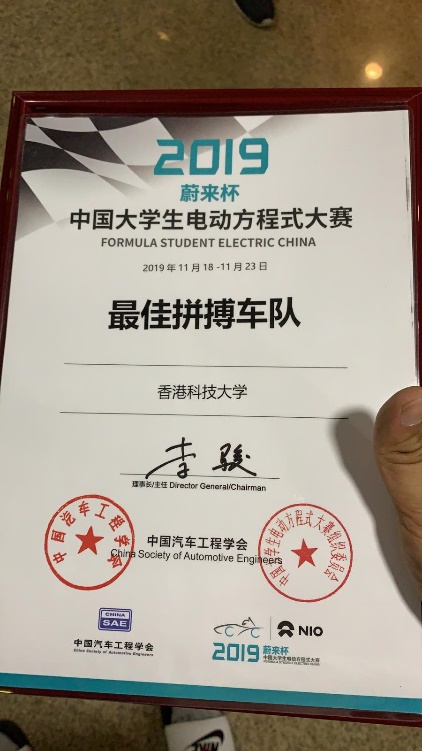 2019
蔚来杯
中国大学生电动方程式大赛
FORMULA STUDENT ELECTRIC CHINA
2019 年 11 月 18 -11 月 23 日
最佳拼搏车队
香港科技大学
李骏
理事长/主任 Director General/Chairman
中国汽车工程学会
中国大学生电动方程式大赛组织委员会
中国汽车工程学会
China Society of Automotive Engineers
CHINA
SAE
中国汽车工程学会
China Society of Automotive Engineers
NIO
2019 蔚来杯
中国大学生电动方程式大赛
FORMULA STUDENT ELECTRIC CHINA